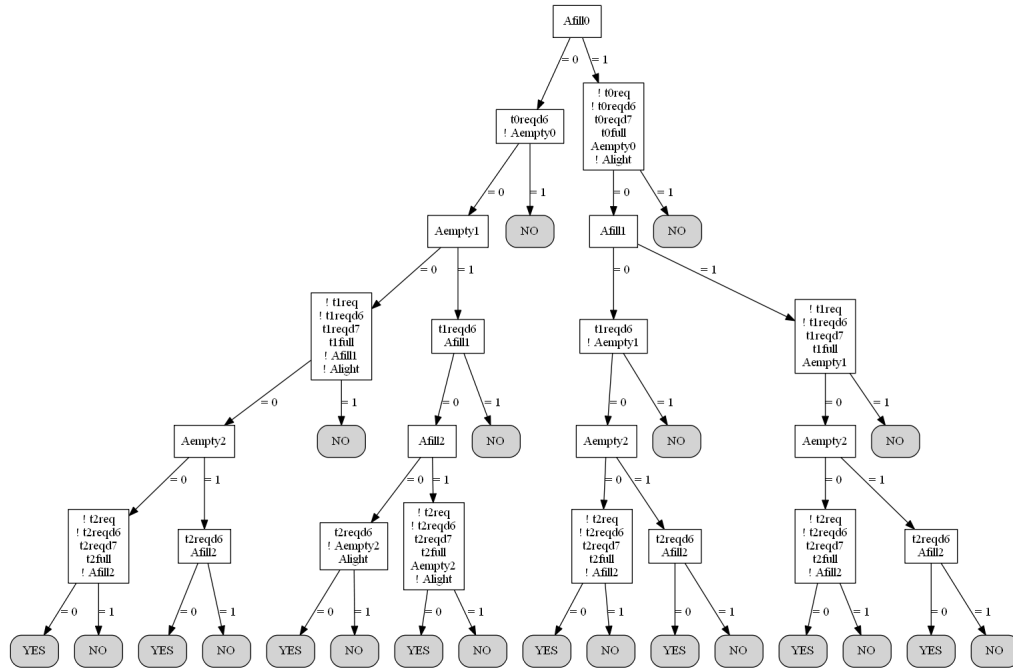 Afill0
= 0
= 1
t0reqd6
! Aempty0
! t0req
! t0reqd6
t0reqd7
t0full
Aempty0
! Alight
= 0
= 1
= 0
= 1
Aempty1
NO
Afill1
NO
= 0
= 1
= 0
= 1
! t1req
! t1reqd6
t1reqd7
t1full
! Afill1
! Alight
t1reqd6
Afill1
t1reqd6
! Aempty1
! t1req
! t1reqd6
t1reqd7
t1full
Aempty1
= 0
= 1
= 0
= 1
= 0
= 1
= 0
= 1
Aempty2
NO
Afill2
NO
Aempty2
NO
Aempty2
NO
= 0
= 1
= 0
= 1
= 0
= 1
= 0
= 1
! t2req
! t2reqd6
t2reqd7
t2full
! Afill2
t2reqd6
Afill2
t2reqd6
! Aempty2
Alight
! t2req
! t2reqd6
t2reqd7
t2full
Aempty2
! Alight
! t2req
! t2reqd6
t2reqd7
t2full
! Afill2
t2reqd6
Afill2
! t2req
! t2reqd6
t2reqd7
t2full
! Afill2
t2reqd6
Afill2
= 0
= 1
= 0
= 1
= 0
= 1
= 0
= 1
= 0
= 1
= 0
= 1
= 0
= 1
= 0
= 1
YES
NO
YES
NO
YES
NO
YES
NO
YES
NO
YES
NO
YES
NO
YES
NO